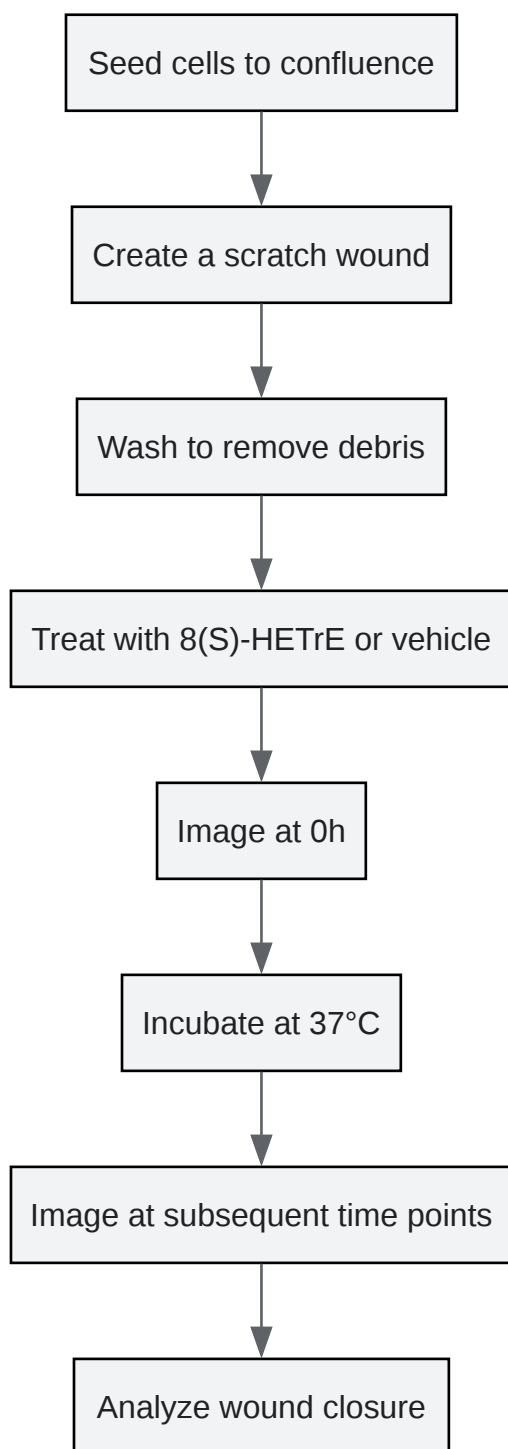 Seed cells to confluence
Create a scratch wound
Wash to remove debris
Treat with 8(S)-HETrE or vehicle
Image at 0h
Incubate at 37°C
Image at subsequent time points
Analyze wound closure